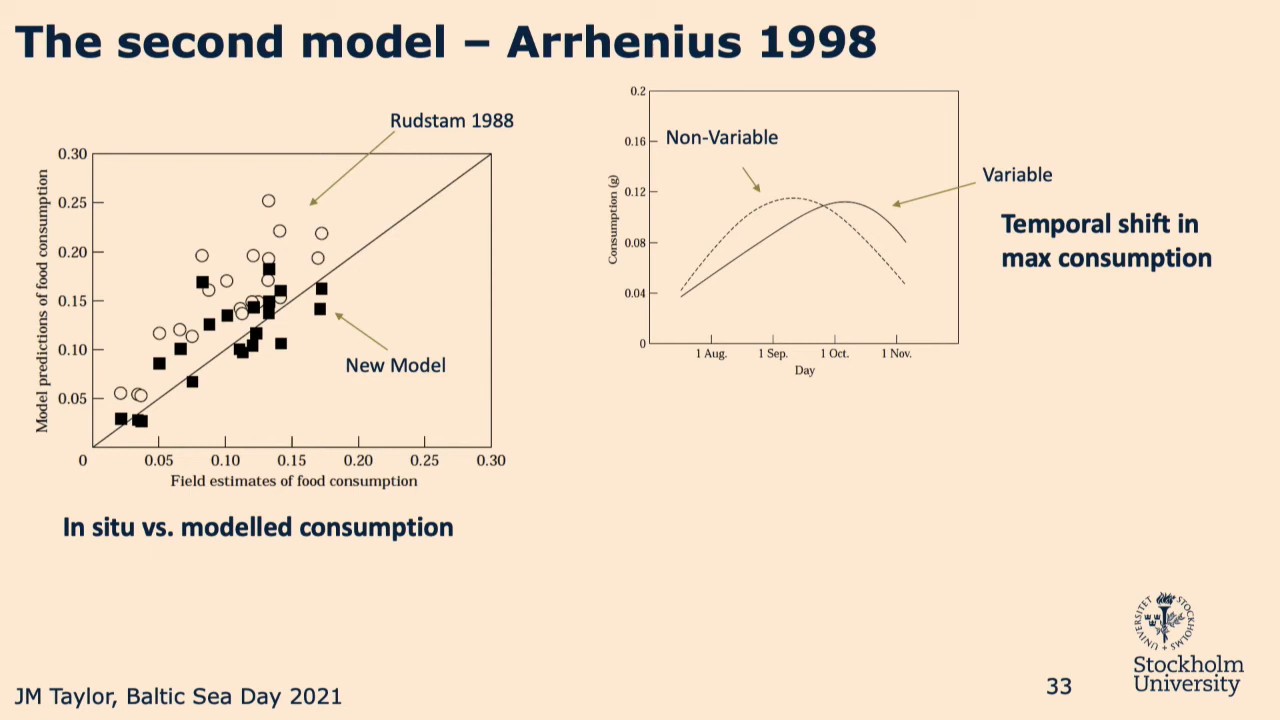 The second model – Arrhenius 1998
Rudstam 1988
0.30
0.25
0.20
0.15
0.10
0.05
0
0.05
0.10
0.15
0.20
0.25
0.30
Model predictions of food consumption
Field estimates of food consumption
New Model
In situ vs. modelled consumption
0.2
0.16
0.12
0.08
0.04
0
Consumption (g)
1 Aug.
1 Sep.
1 Oct.
1 Nov.
Day
Non-Variable
Variable
Temporal shift in
max consumption
JM Taylor, Baltic Sea Day 2021
33
STOCKHOLMS UNIVERSITET
Stockholm
University